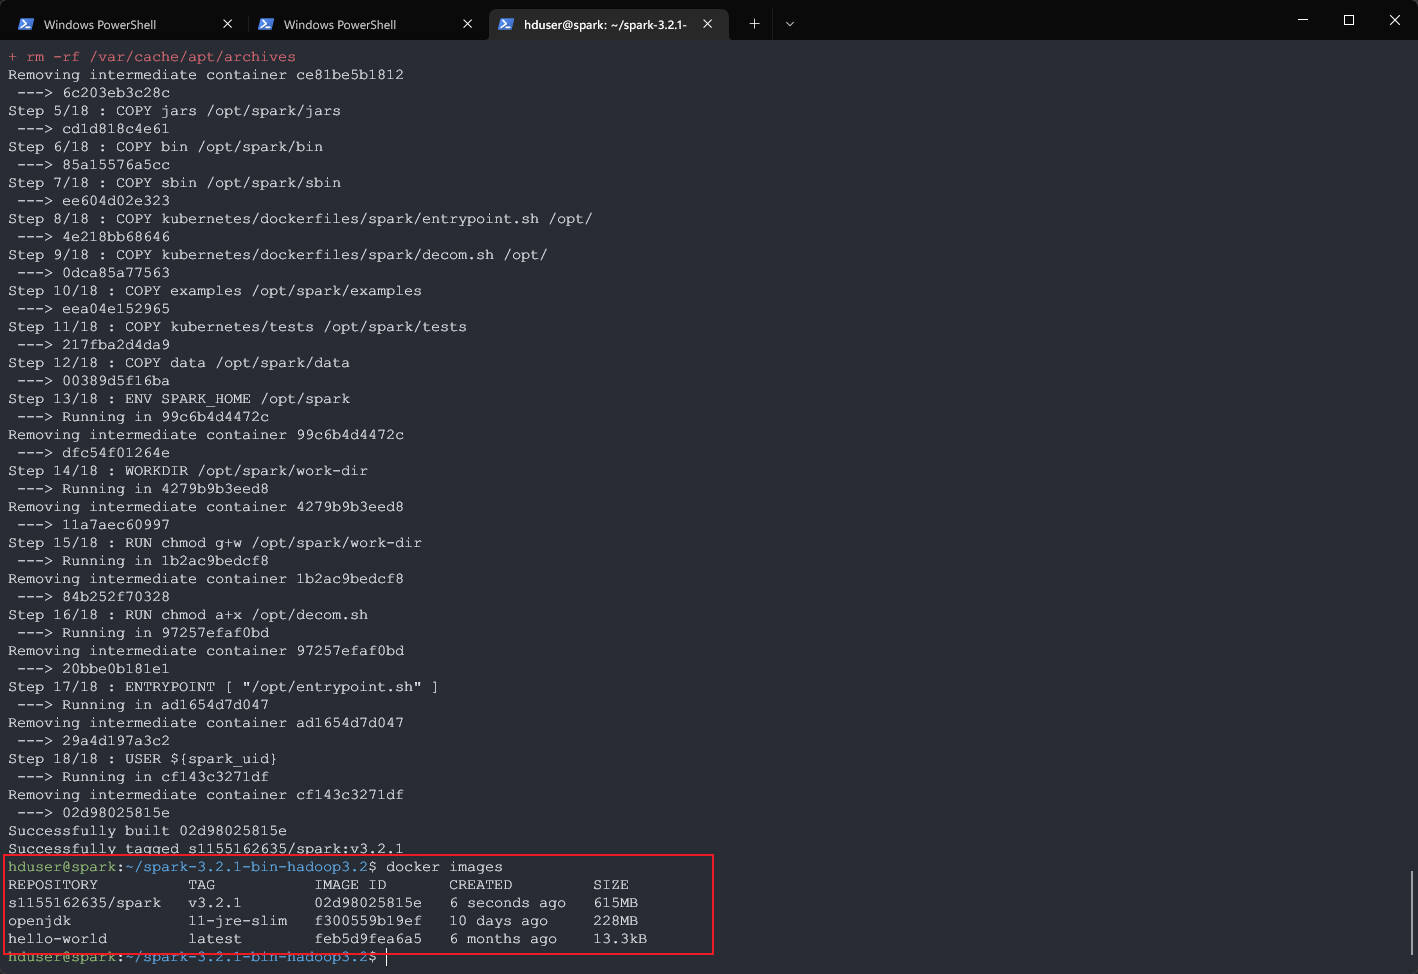 Windows PowerShell
Windows PowerShell
hduser@spark: ~/spark-3.2.1-
+ rm -rf /var/cache/apt/archives
Removing intermediate container ce81be5b1812
---> 6c203eb3c28c
Step 5/18 : COPY jars /opt/spark/jars
---> cd1d818c4e61
Step 6/18 : COPY bin /opt/spark/bin
---> 85a15576a5cc
Step 7/18 : COPY sbin /opt/spark/sbin
---> ee604d02e323
Step 8/18 : COPY kubernetes/dockerfiles/spark/entrypoint.sh /opt/
---> 4e218bb68646
Step 9/18 : COPY kubernetes/dockerfiles/spark/decom.sh /opt/
---> 0dca85a77563
Step 10/18 : COPY examples /opt/spark/examples
---> eea04e152965
Step 11/18 : COPY kubernetes/tests /opt/spark/tests
---> 217fba2d4da9
Step 12/18 : COPY data /opt/spark/data
---> 00389d5f16ba
Step 13/18 : ENV SPARK_HOME /opt/spark
---> Running in 99c6b4d4472c
Removing intermediate container 99c6b4d4472c
---> dfc54f01264e
Step 14/18 : WORKDIR /opt/spark/work-dir
---> Running in 4279b9b3eed8
Removing intermediate container 4279b9b3eed8
---> 11a7aec60997
Step 15/18 : RUN chmod g+w /opt/spark/work-dir
---> Running in 1b2ac9bedcf8
Removing intermediate container 1b2ac9bedcf8
---> 84b252f70328
Step 16/18 : RUN chmod a+x /opt/decom.sh
---> Running in 97257efaf0bd
Removing intermediate container 97257efaf0bd
---> 20bbe0b181e1
Step 17/18 : ENTRYPOINT [ "/opt/entrypoint.sh" ]
---> Running in ad1654d7d047
Removing intermediate container ad1654d7d047
---> 29a4d197a3c2
Step 18/18 : USER ${spark_uid}
---> Running in cf143c3271df
Removing intermediate container cf143c3271df
---> 02d98025815e
Successfully built 02d98025815e
Successfully tagged s1155162635/spark:v3.2.1
hduser@spark:~/spark-3.2.1-bin-hadoop3.2$ docker images
REPOSITORY TAG IMAGE ID CREATED SIZE
s1155162635/spark v3.2.1 02d98025815e 6 seconds ago 615MB
openjdk 11-jre-slim f300559b19ef 10 days ago 228MB
hello-world latest feb5d9fea6a5 6 months ago 13.3kB
hduser@spark:~/spark-3.2.1-bin-hadoop3.2$